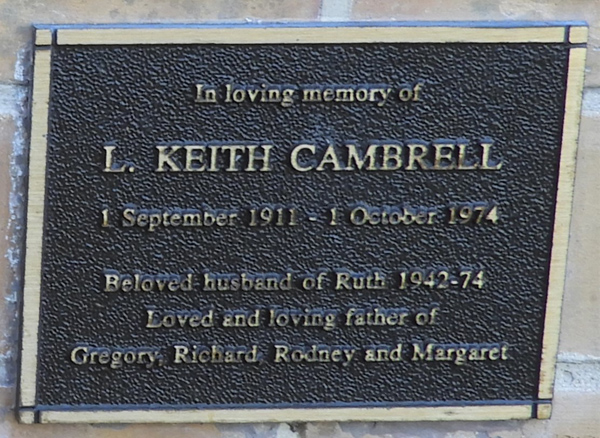 In loving memory of
L. KEITH CAMBRELL
1 September 1911 - 1 October 1974
Beloved husband of Ruth 1942-74
Loved and loving father of
Gregory, Richard, Rodney and Margaret